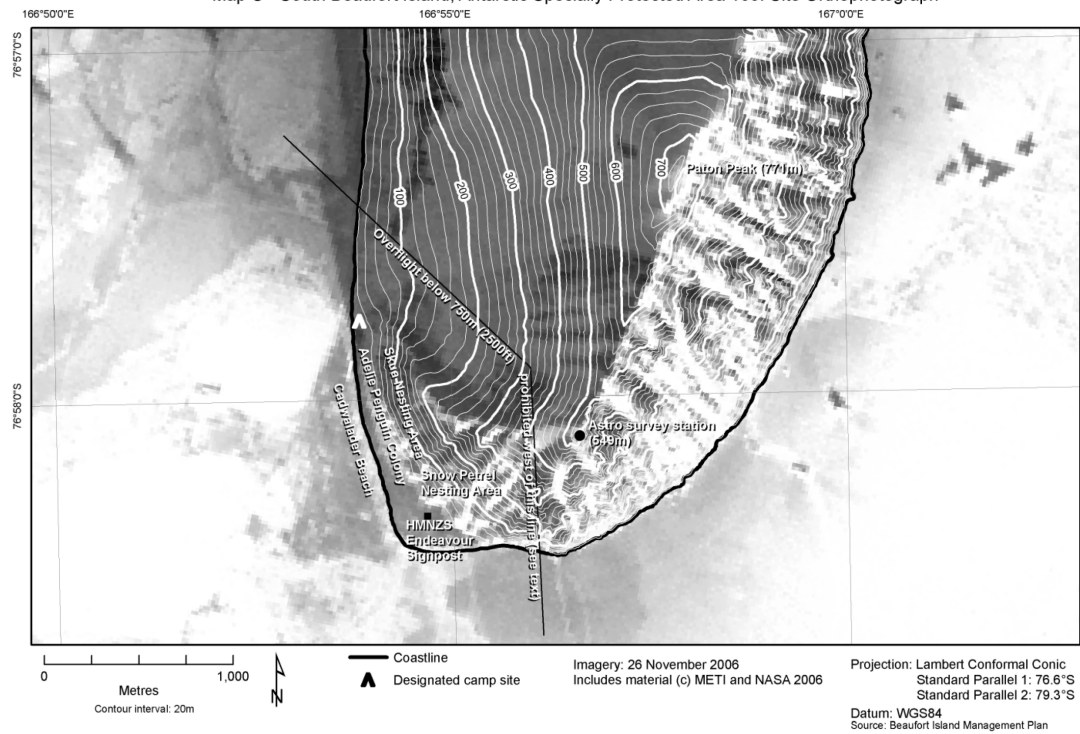 Map C - South Beaufort Island, Antarctic Specially Protected Area 105: Site Orthophotograph
166°50'0"E
166°55'0"E
167°0'0"E
76°57'0"S
76°58'0"S
100
200
300
400
500
600
700
Paton Peak (771m)
Overflight below 750m (2500ft)
prohibited west of this line (see text)
Skua Nesting Area
Adelie Penguin Colony
Cadwalader Beach
Astro survey station
(549m)
Snow Petrel
Nesting Area
HMNZS
Endeavour
Signpost
0 1,000
Metres
Contour interval: 20m
N
Coastline
Designated camp site
Imagery: 26 November 2006
Includes material (c) METI and NASA 2006
Projection: Lambert Conformal Conic
Standard Parallel 1: 76.6°S
Standard Parallel 2: 79.3°S
Datum: WGS84
Source: Beaufort Island Management Plan